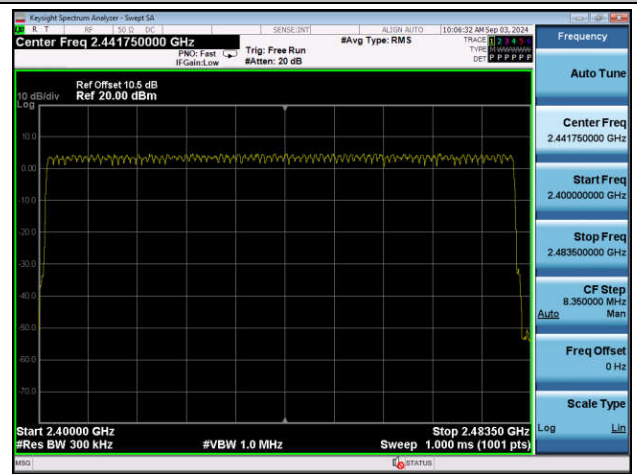 Keysight Spectrum Analyzer - Swept SA
R T RF 50 Ω DC SENSE:INT ALIGN AUTO 10:06:32 AM Sep 03, 2024
Center Freq 2.441750000 GHz #Avg Type: RMS TRACE 1 2 3 4 5 6
PNO: Fast Trig: Free Run TYPE M WWWWW
IFGain:Low #Atten: 20 dB DET P P P P P P
Ref Offset 10.5 dB
10 dB/div Ref 20.00 dBm
Log
10.0
0.00
-10.0
-20.0
-30.0
-40.0
-50.0
-60.0
-70.0
Start 2.40000 GHz Stop 2.48350 GHz
#Res BW 300 kHz #VBW 1.0 MHz Sweep 1.000 ms (1001 pts)
MSG STATUS
Frequency
Auto Tune
Center Freq
2.441750000 GHz
Start Freq
2.400000000 GHz
Stop Freq
2.483500000 GHz
CF Step
8.350000 MHz
Auto Man
Freq Offset
0 Hz
Scale Type
Log Lin